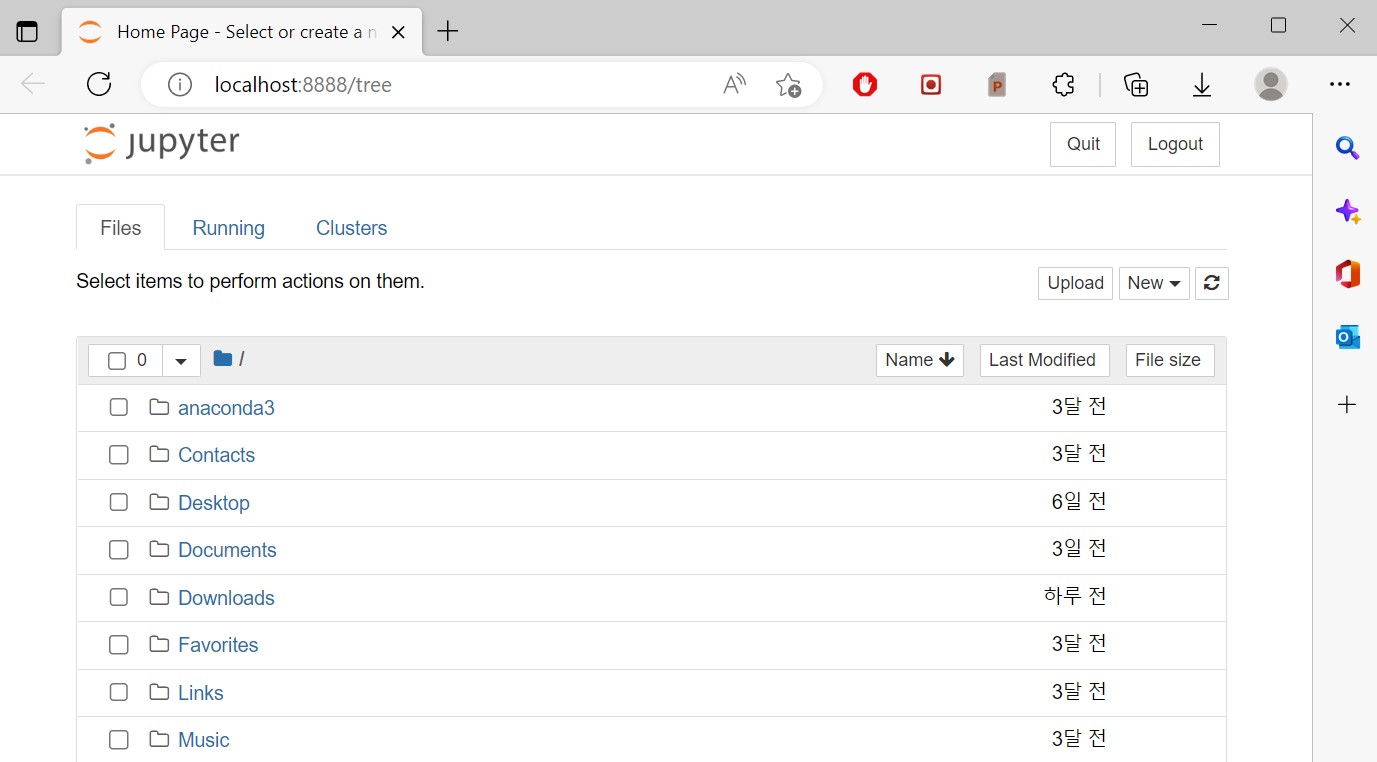 Home Page - Select or create a n
localhost:8888/tree
jupyter
Quit
Logout
Files
Running
Clusters
Select items to perform actions on them.
Upload
New
0
/
Name
Last Modified
File size
anaconda3
3달 전
Contacts
3달 전
Desktop
6일 전
Documents
3일 전
Downloads
하루 전
Favorites
3달 전
Links
3달 전
Music
3달 전